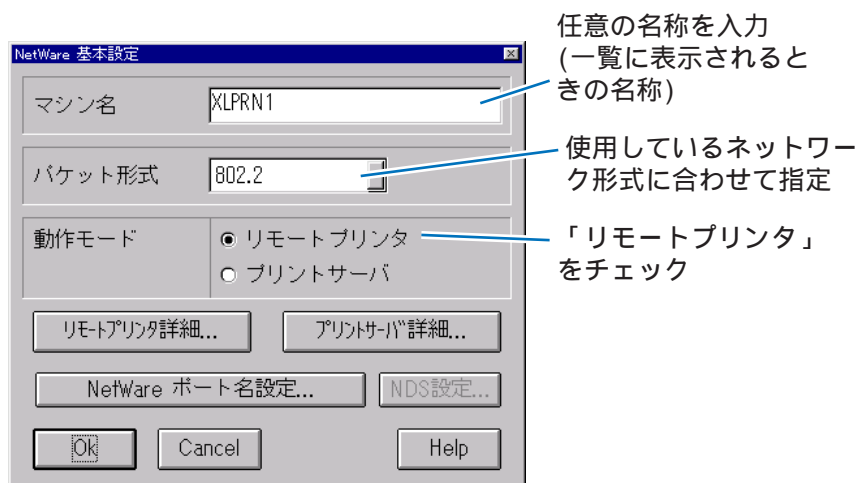 任意の名称を入力
(一覧に表示されると
きの名称)
NetWare 基本設定
マシン名
XLPRN1
パケット形式
802.2
使用しているネットワー
ク形式に合わせて指定
動作モード
リモートプリンタ
プリントサーバ
「リモートプリンタ」
をチェック
ﾘﾓｰﾄﾌﾟﾘﾝﾀ詳細...
ﾌﾟﾘﾝﾄｻｰﾊﾞ詳細...
NetWare ポート名設定...
NDS設定...
Ok
Cancel
Help